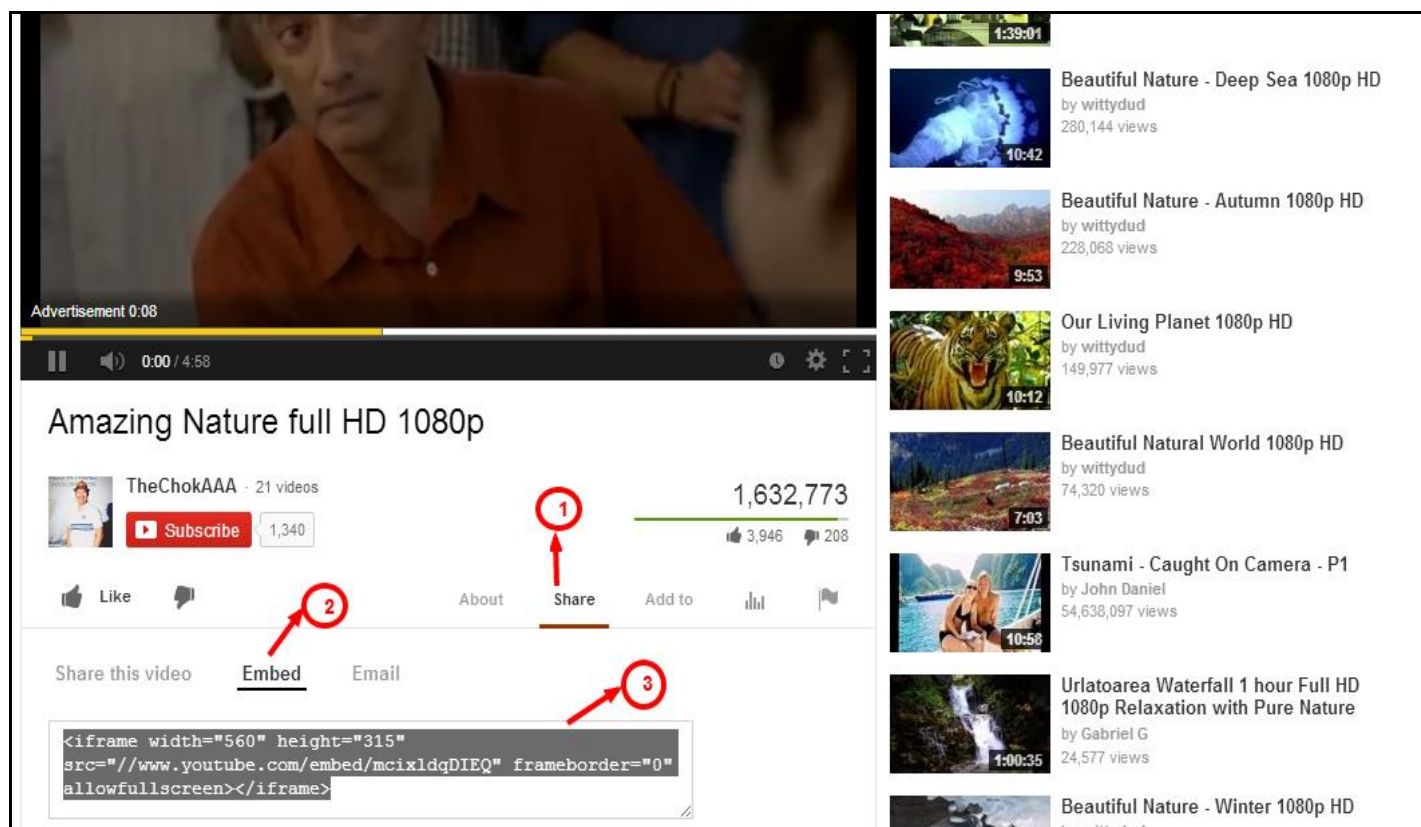 1:39:01
Beautiful Nature - Deep Sea 1080p HD
by wittydud
280,144 views
10:42
Beautiful Nature - Autumn 1080p HD
by wittydud
228,068 views
9:53
Advertisement 0:08
Our Living Planet 1080p HD
by wittydud
149,977 views
10:12
0:00 / 4:58
Amazing Nature full HD 1080p
TheChokAAA · 21 videos
Subscribe 1,340
1,632,773
3,946 208
1
Beautiful Natural World 1080p HD
by wittydud
74,320 views
7:03
Like
About Share Add to
2
Tsunami - Caught On Camera - P1
by John Daniel
54,638,097 views
10:58
Share this video Embed Email
3
<iframe width="560" height="315"
src="//www.youtube.com/embed/mcixldqDIEQ" frameborder="0"
allowfullscreen></iframe>
Urlatoarea Waterfall 1 hour Full HD
1080p Relaxation with Pure Nature
by Gabriel G
24,577 views
1:00:35
Beautiful Nature - Winter 1080p HD